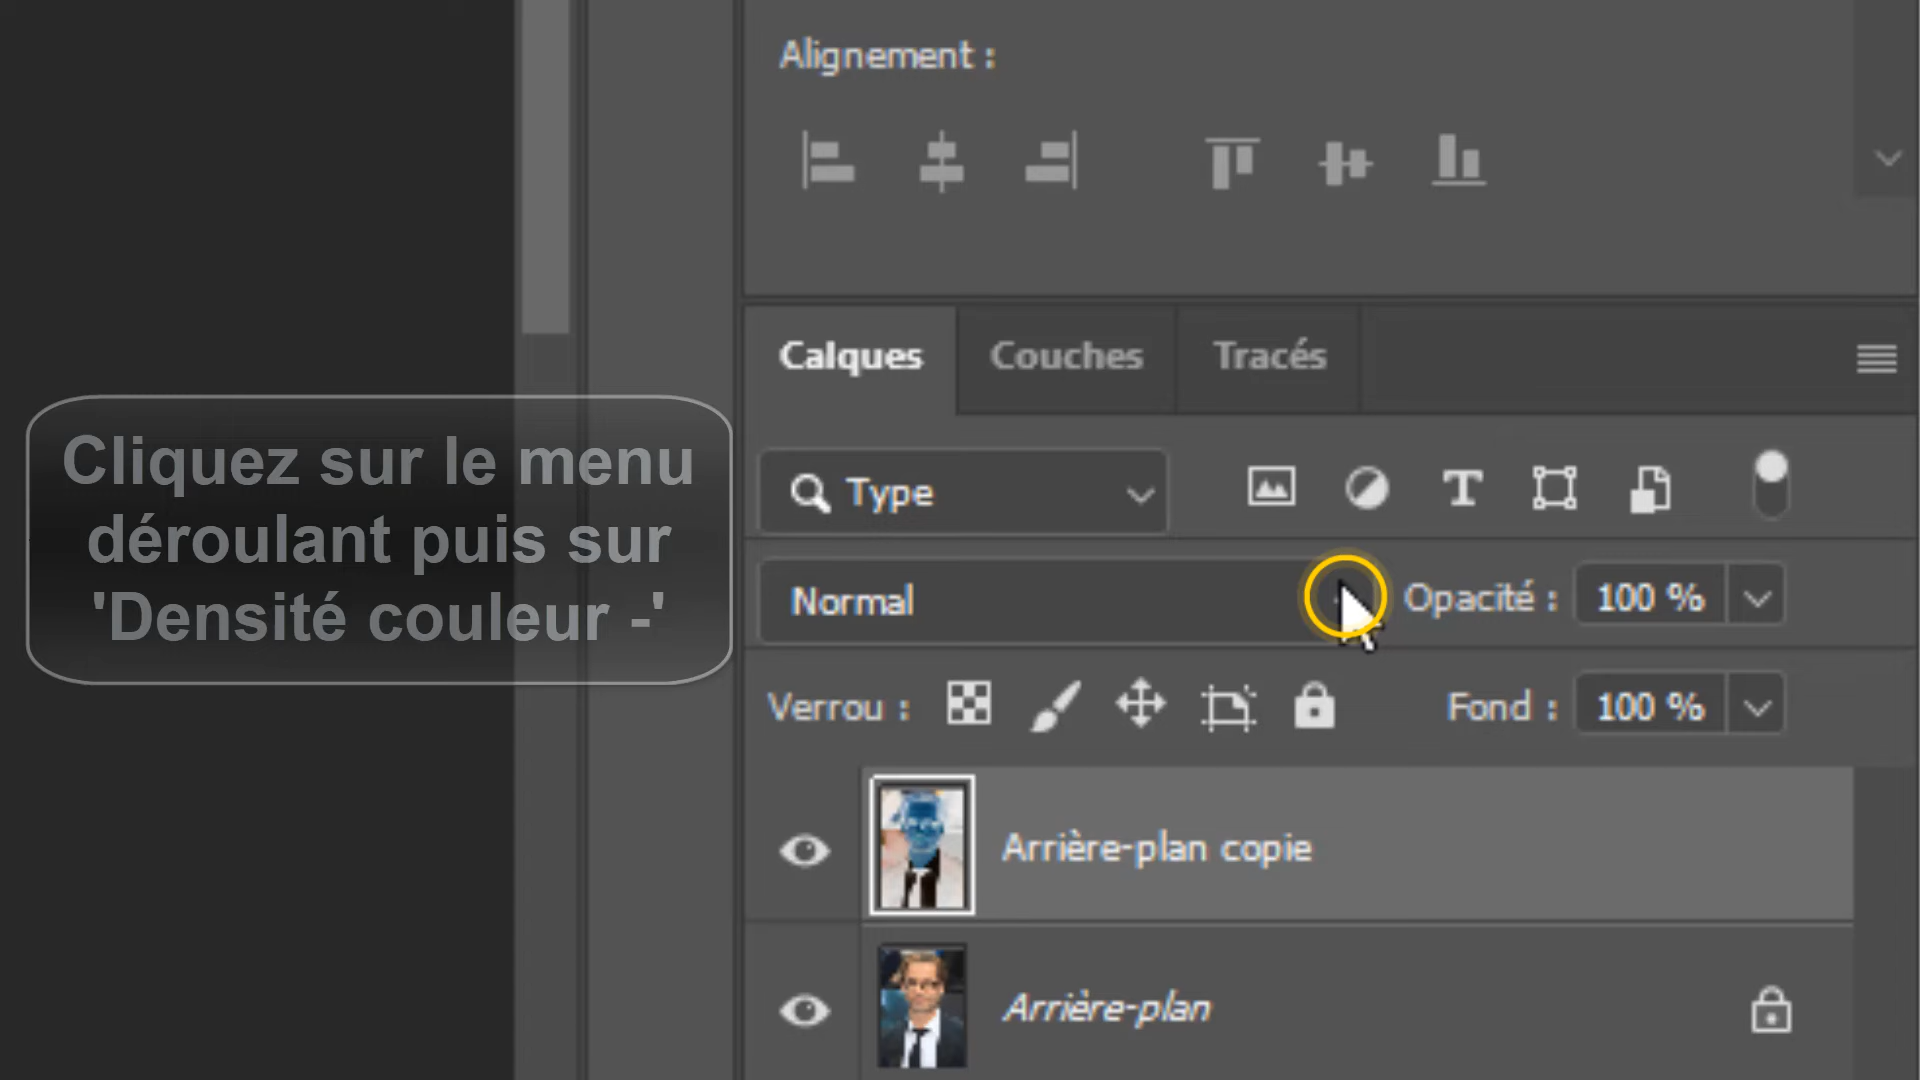 Alignement :
Calques Couches Tracés
Type
Normal Opacité : 100 %
Verrou : Fond : 100 %
Arrière-plan copie
Arrière-plan
Cliquez sur le menu
déroulant puis sur
'Densité couleur -'